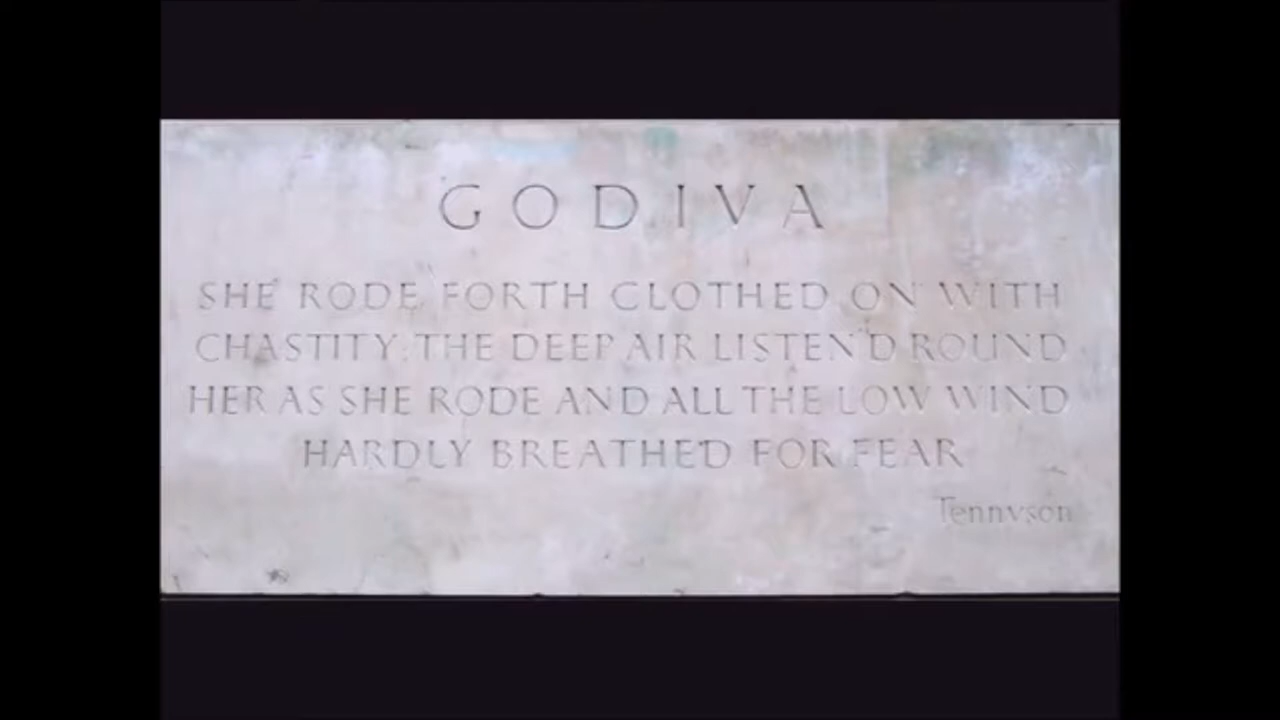 GODIVA
SHE RODE FORTH CLOTHED ON WITH
CHASTITY: THE DEEP AIR LISTEN'D ROUND
HER AS SHE RODE AND ALL THE LOW WIND
HARDLY BREATHED FOR FEAR
Tennyson